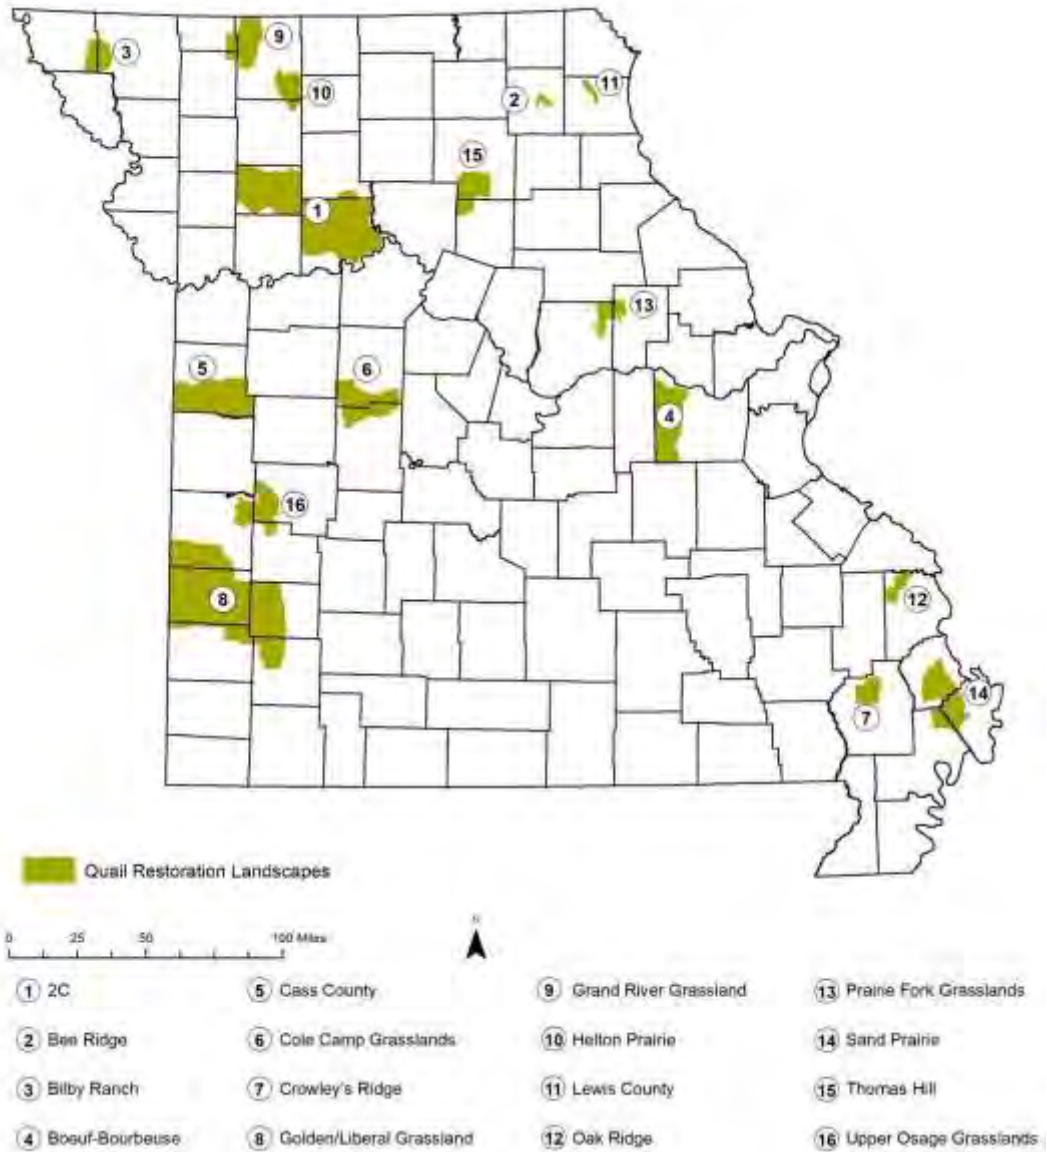 9
3
10
2
11
15
1
13
5
6
4
16
8
12
14
7
Quail Restoration Landscapes
0 25 50 100 Miles
N
1 2C
5 Cass County
9 Grand River Grassland
13 Prairie Fork Grasslands
2 Bee Ridge
6 Cole Camp Grasslands
10 Helton Prairie
14 Sand Prairie
3 Bilby Ranch
7 Crowley's Ridge
11 Lewis County
15 Thomas Hill
4 Boeuf-Bourbeuse
8 Golden/Liberal Grassland
12 Oak Ridge
16 Upper Osage Grasslands